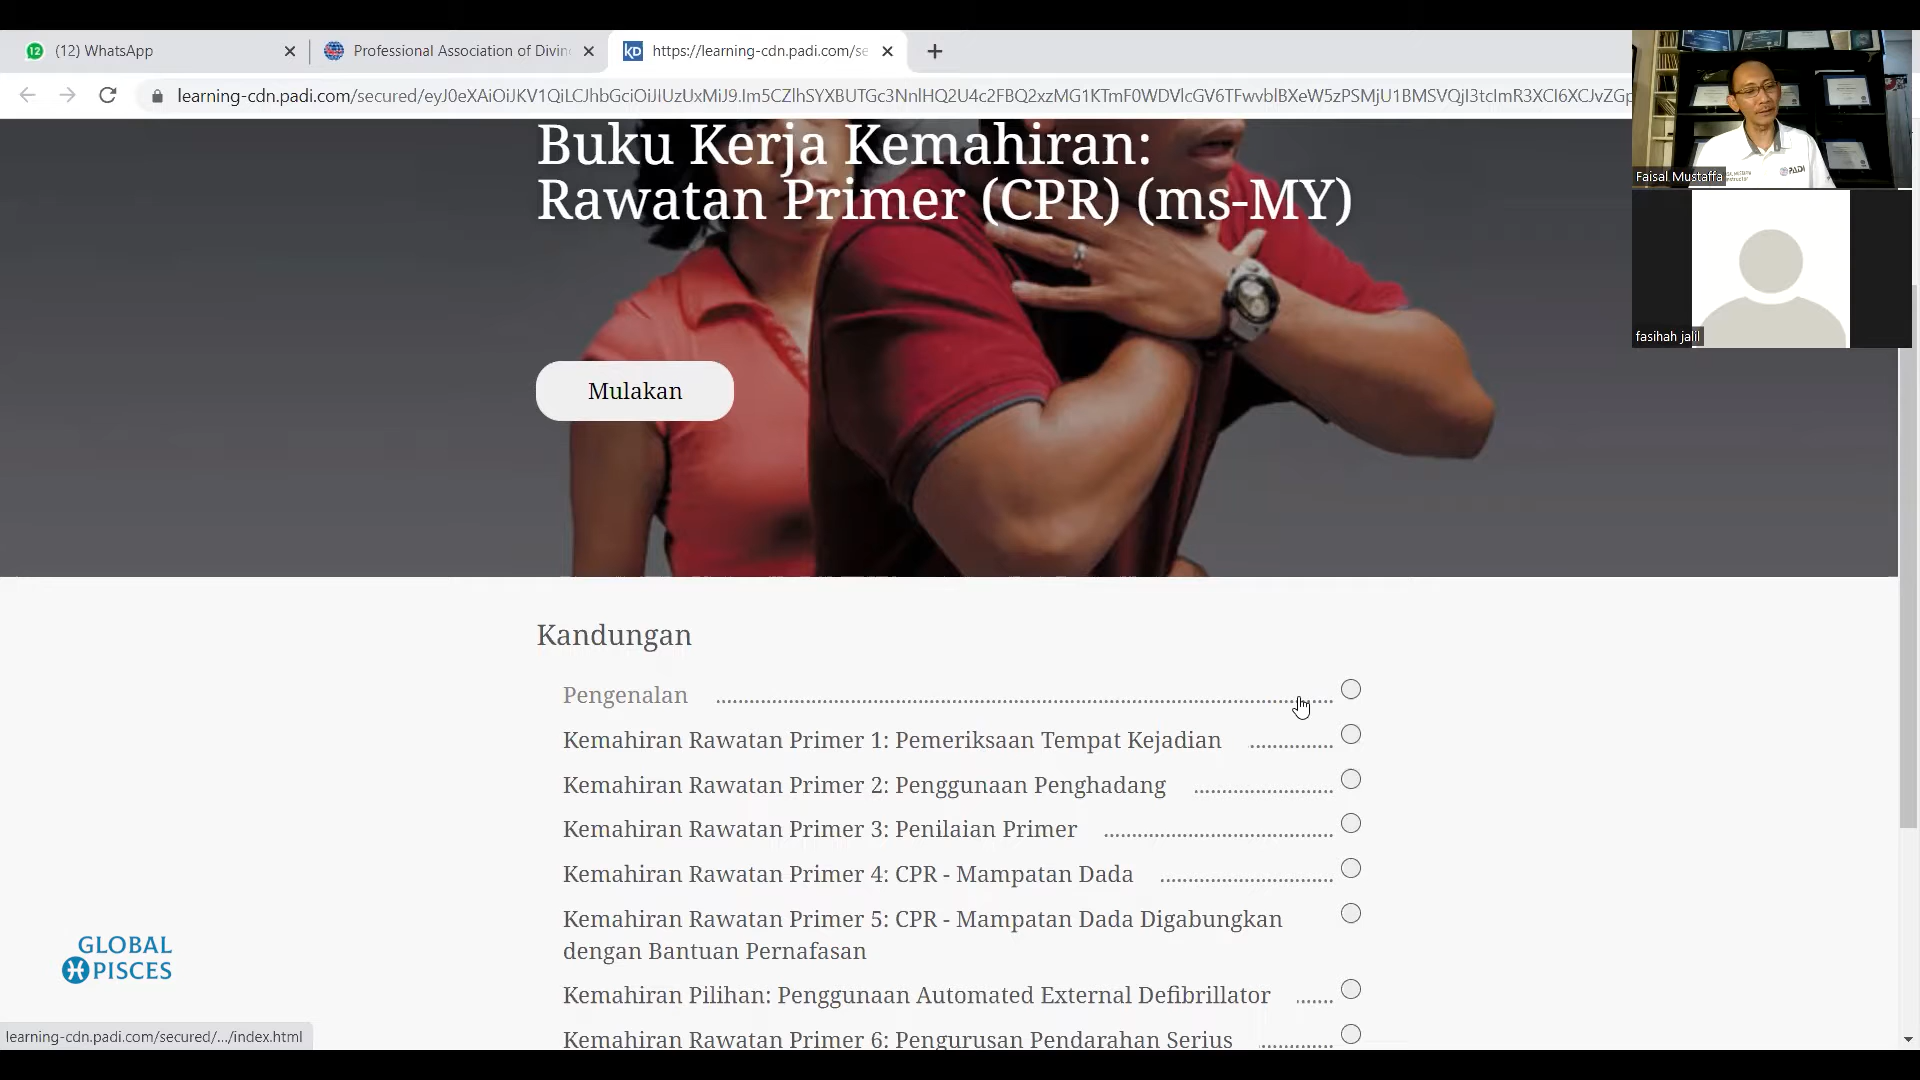 12 (12) WhatsApp
Professional Association of Divin
KD https://learning-cdn.padi.com/se
learning-cdn.padi.com/secured/
Buku Kerja Kemahiran:
Rawatan Primer (CPR) (ms-MY)
Mulakan
Faisal Mustaffa
PADI
fasihah jalil
Kandungan
Pengenalan
Kemahiran Rawatan Primer 1: Pemeriksaan Tempat Kejadian
Kemahiran Rawatan Primer 2: Penggunaan Penghadang
Kemahiran Rawatan Primer 3: Penilaian Primer
Kemahiran Rawatan Primer 4: CPR - Mampatan Dada
Kemahiran Rawatan Primer 5: CPR - Mampatan Dada Digabungkan
dengan Bantuan Pernafasan
Kemahiran Pilihan: Penggunaan Automated External Defibrillator
Kemahiran Rawatan Primer 6: Pengurusan Pendarahan Serius
GLOBAL
PISCES
learning-cdn.padi.com/secured/.../index.html